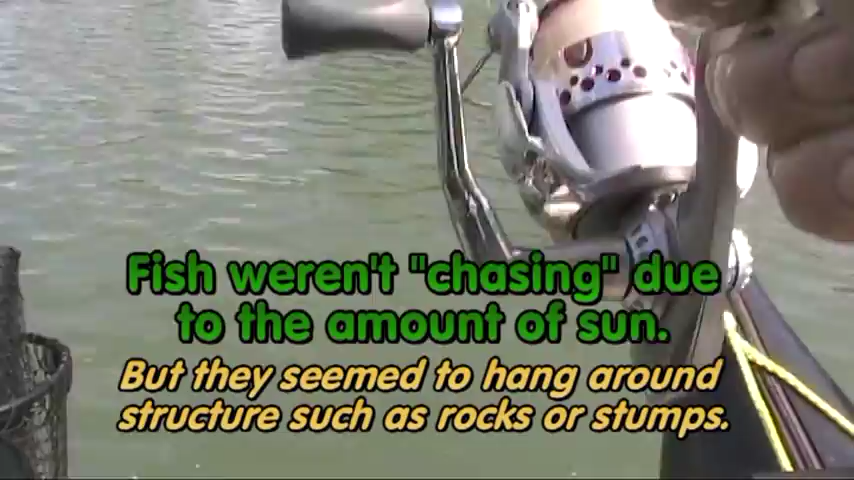 Fish weren't "chasing" due
to the amount of sun.
But they seemed to hang around
structure such as rocks or stumps.